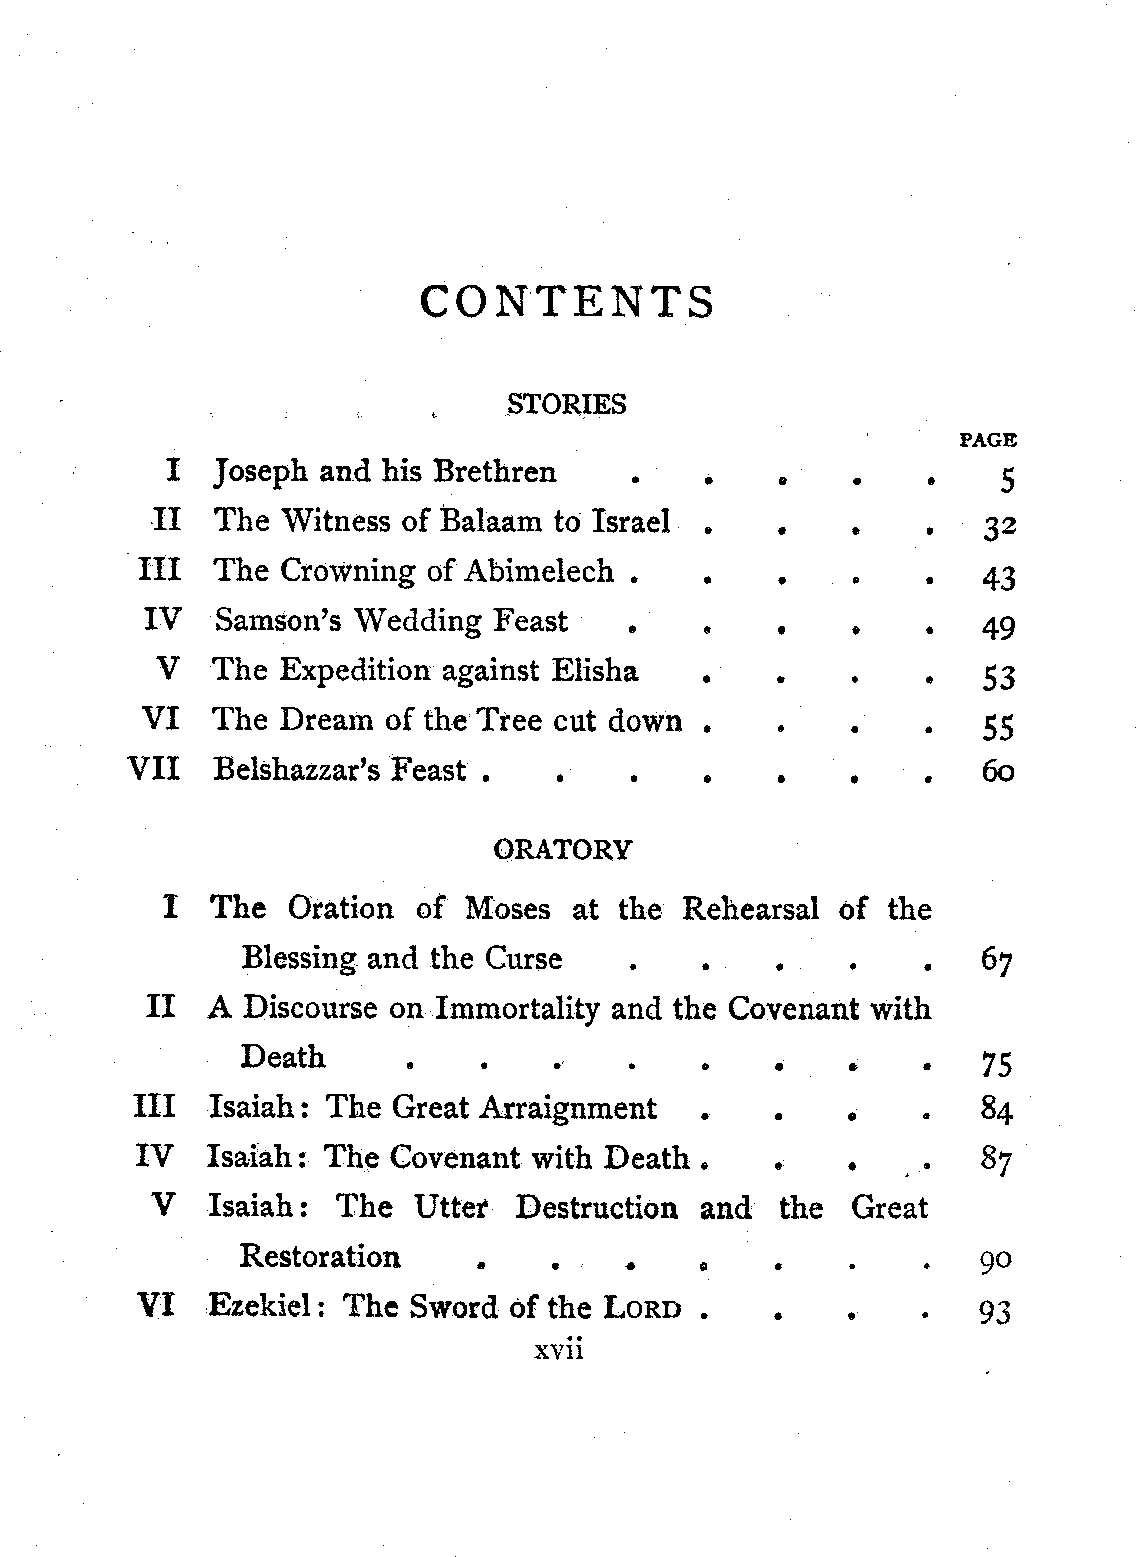 CONTENTS
STORIES
PAGE
I Joseph and his Brethren . . . . . 5
II The Witness of Balaam to Israel . . . . 32
III The Crowning of Abimelech . . . . . 43
IV Samson's Wedding Feast . . . . . 49
V The Expedition against Elisha . . . . 53
VI The Dream of the Tree cut down . . . . 55
VII Belshazzar's Feast . . . . . . . 60
ORATORY
I The Oration of Moses at the Rehearsal of the
Blessing and the Curse . . . . . 67
II A Discourse on Immortality and the Covenant with
Death . . . . . . . . 75
III Isaiah: The Great Arraignment . . . . 84
IV Isaiah: The Covenant with Death . . . . 87
V Isaiah: The Utter Destruction and the Great
Restoration . . . . . . . 90
VI Ezekiel: The Sword of the LORD . . . . 93
xvii